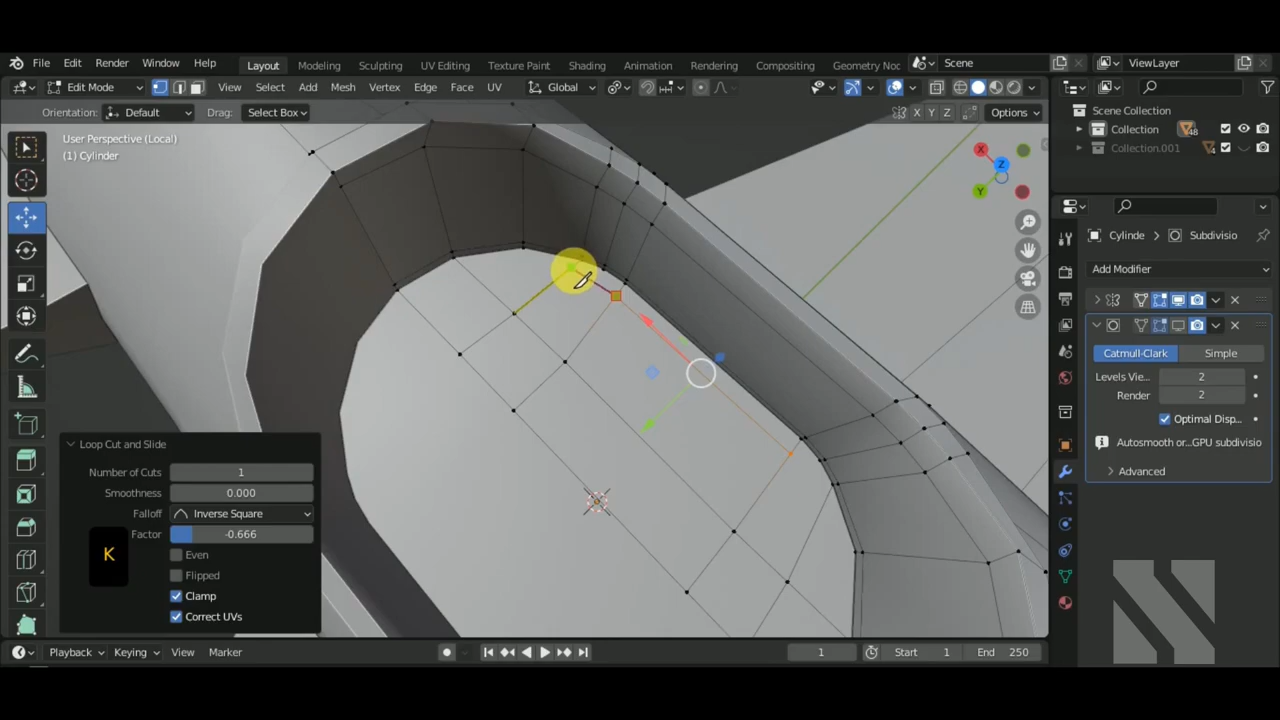 File Edit Render Window Help Layout Modeling Sculpting UV Editing Texture Paint Shading Animation Rendering Compositing Geometry Noc Scene ViewLayer
Edit Mode View Select Add Mesh Vertex Edge Face UV Global
Orientation: Default Drag: Select Box X Y Z Options
User Perspective (Local)
(1) Cylinder
X
Z
Y
Scene Collection
Collection 48
Collection.001 4
Cylinde Subdivisio
Add Modifier
Catmull-Clark Simple
Levels Vie... 2
Render 2
Optimal Disp...
Autosmooth or...GPU subdivisio
Advanced
Loop Cut and Slide
Number of Cuts 1
Smoothness 0.000
Falloff Inverse Square
Factor -0.666
Even
Flipped
Clamp
Correct UVs
K
Playback Keying View Marker 1 Start 1 End 250